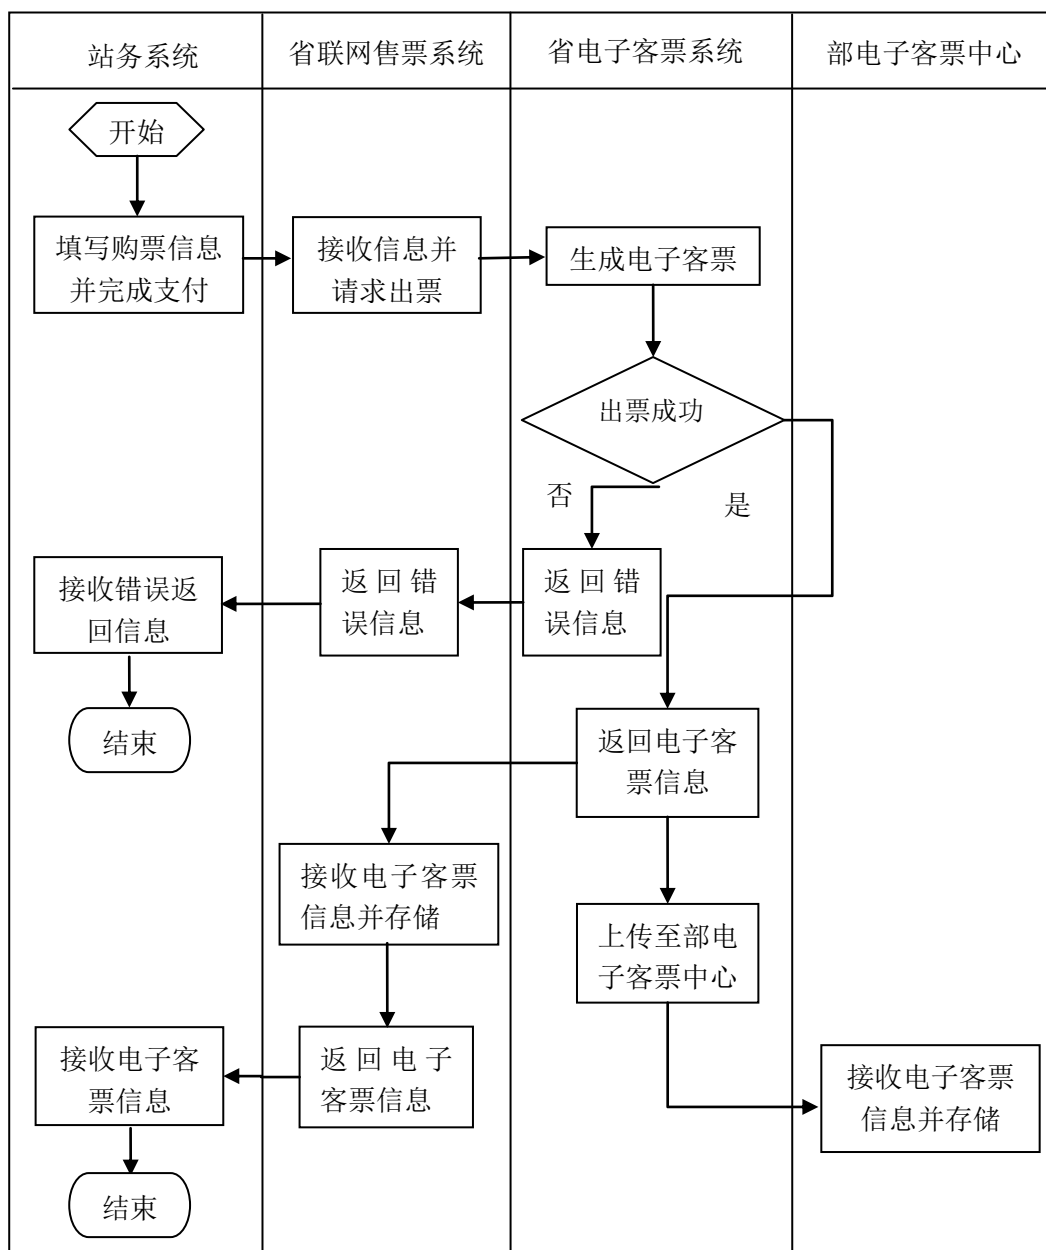 站务系统
省联网售票系统
省电子客票系统
部电子客票中心
开始
填写购票信息
并完成支付
接收信息并
请求出票
生成电子客票
出票成功
否
是
接收错误返
回信息
返回错
误信息
返回错
误信息
结束
返回电子客
票信息
接收电子客票
信息并存储
上传至部电
子客票中心
接收电子客
票信息
返回电子
客票信息
接收电子客票
信息并存储
结束